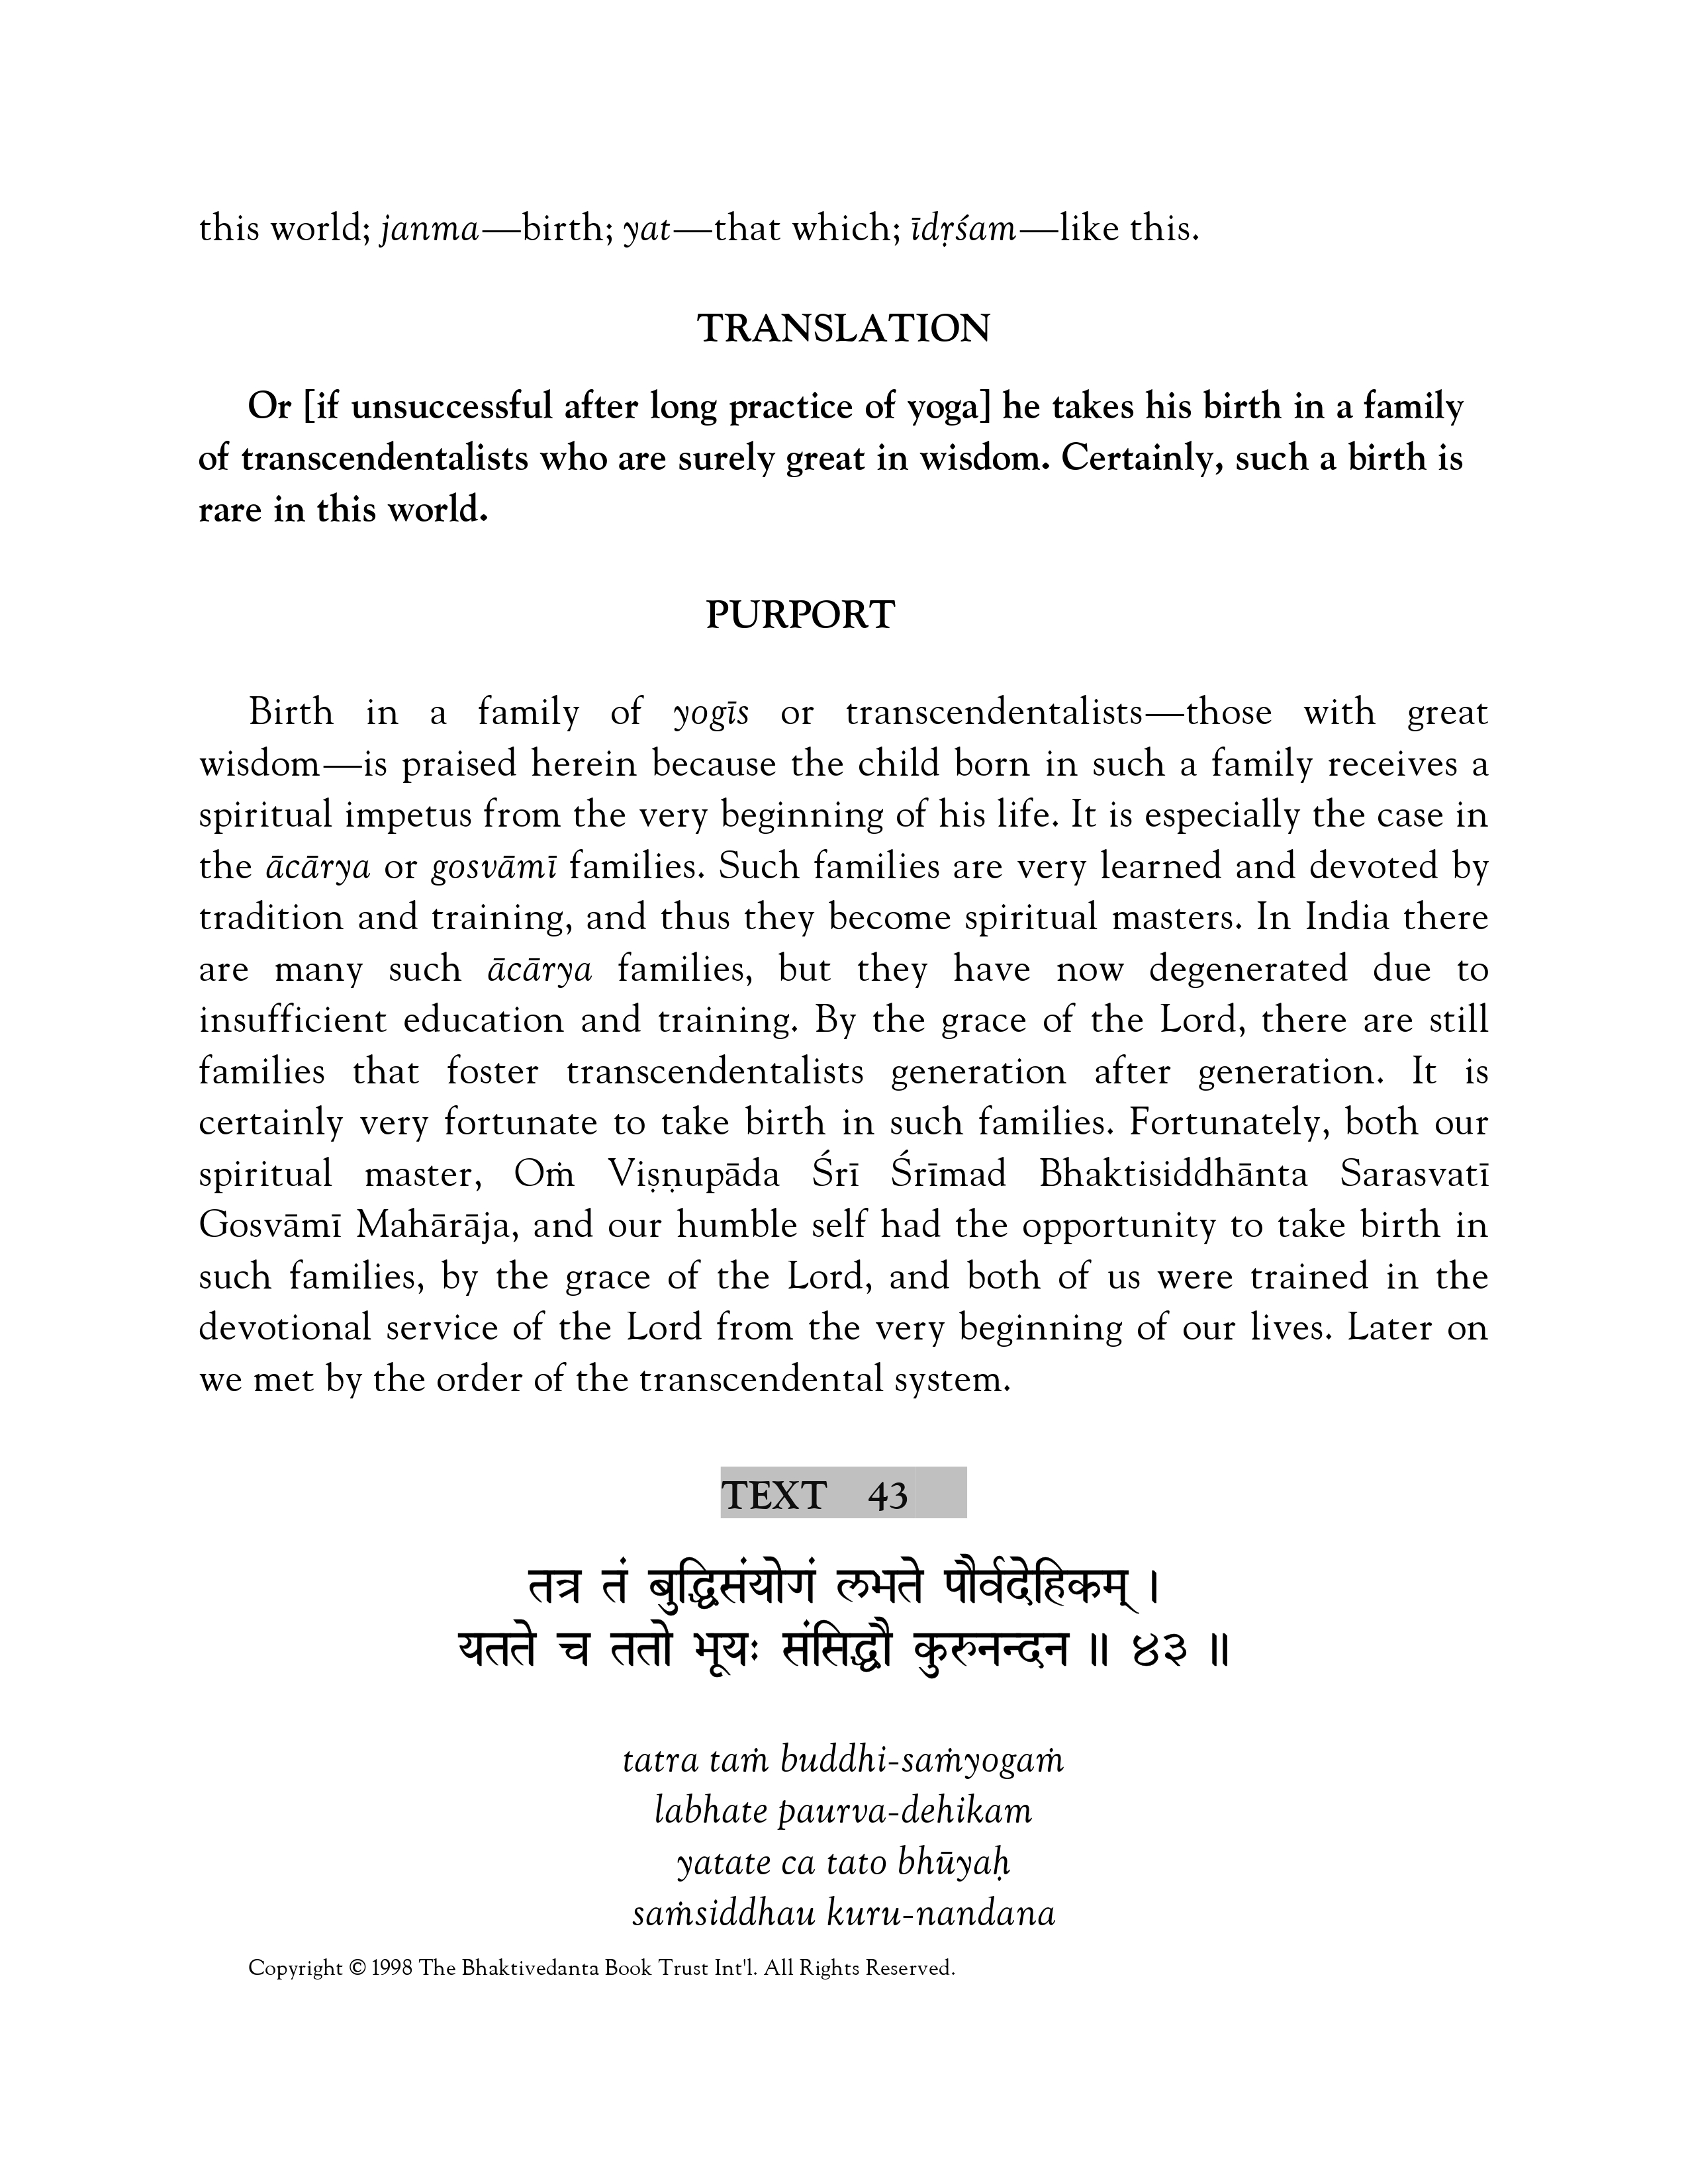 this world; janma—birth; yat—that which; īdṛśam—like this.
TRANSLATION
Or [if unsuccessful after long practice of yoga] he takes his birth in a family
of transcendentalists who are surely great in wisdom. Certainly, such a birth is
rare in this world.
PURPORT
Birth in a family of yogīs or transcendentalists—those with great
wisdom—is praised herein because the child born in such a family receives a
spiritual impetus from the very beginning of his life. It is especially the case in
the ācārya or gosvāmī families. Such families are very learned and devoted by
tradition and training, and thus they become spiritual masters. In India there
are many such ācārya families, but they have now degenerated due to
insufficient education and training. By the grace of the Lord, there are still
families that foster transcendentalists generation after generation. It is
certainly very fortunate to take birth in such families. Fortunately, both our
spiritual master, Oṁ Viṣṇupāda Śrī Śrīmad Bhaktisiddhānta Sarasvatī
Gosvāmī Mahārāja, and our humble self had the opportunity to take birth in
such families, by the grace of the Lord, and both of us were trained in the
devotional service of the Lord from the very beginning of our lives. Later on
we met by the order of the transcendental system.
TEXT 43
तत्र तं बुद्धिसंयोगं लभते पौर्वदेहिकम् ।
यतते च ततो भूयः संसिद्धौ कुरुनन्दन ॥ ४३ ॥
tatra taṁ buddhi-saṁyogaṁ
labhate paurva-dehikam
yatate ca tato bhūyaḥ
saṁsiddhau kuru-nandana
Copyright © 1998 The Bhaktivedanta Book Trust Int'l. All Rights Reserved.